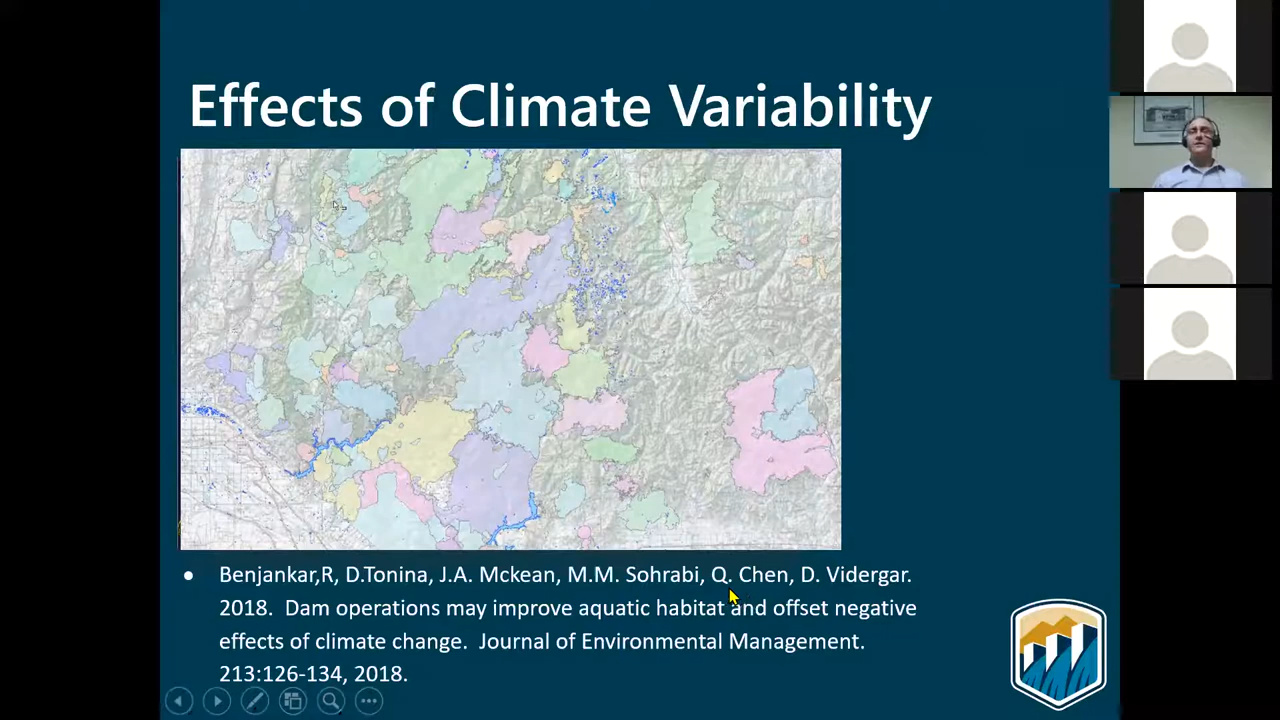 Effects of Climate Variability
Benjankar,R, D.Tonina, J.A. Mckean, M.M. Sohrabi, Q. Chen, D. Vidergar.
2018. Dam operations may improve aquatic habitat and offset negative
effects of climate change. Journal of Environmental Management.
213:126-134, 2018.